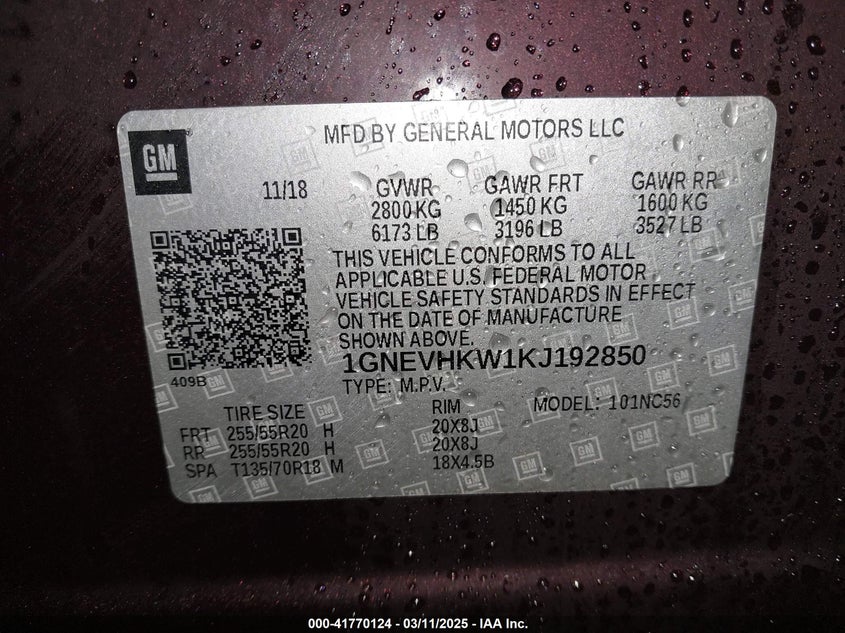 MFD BY GENERAL MOTORS LLC
GM
11/18
GVWR GAWR FRT GAWR RR
2800 KG 1450 KG 1600 KG
6173 LB 3196 LB 3527 LB
THIS VEHICLE CONFORMS TO ALL
APPLICABLE U.S. FEDERAL MOTOR
VEHICLE SAFETY STANDARDS IN EFFECT
ON THE DATE OF MANUFACTURE
SHOWN ABOVE.
1GNEVHKW1KJ192850
409B
TYPE: M.P.V.
TIRE SIZE RIM MODEL: 101NC56
FRT 255/55R20 H 20X8J
RP 255/55R20 H 20X8J
SPA T135/70R18 M 18X4.5B
000-41770124 — 03/11/2025 — IAA Inc.